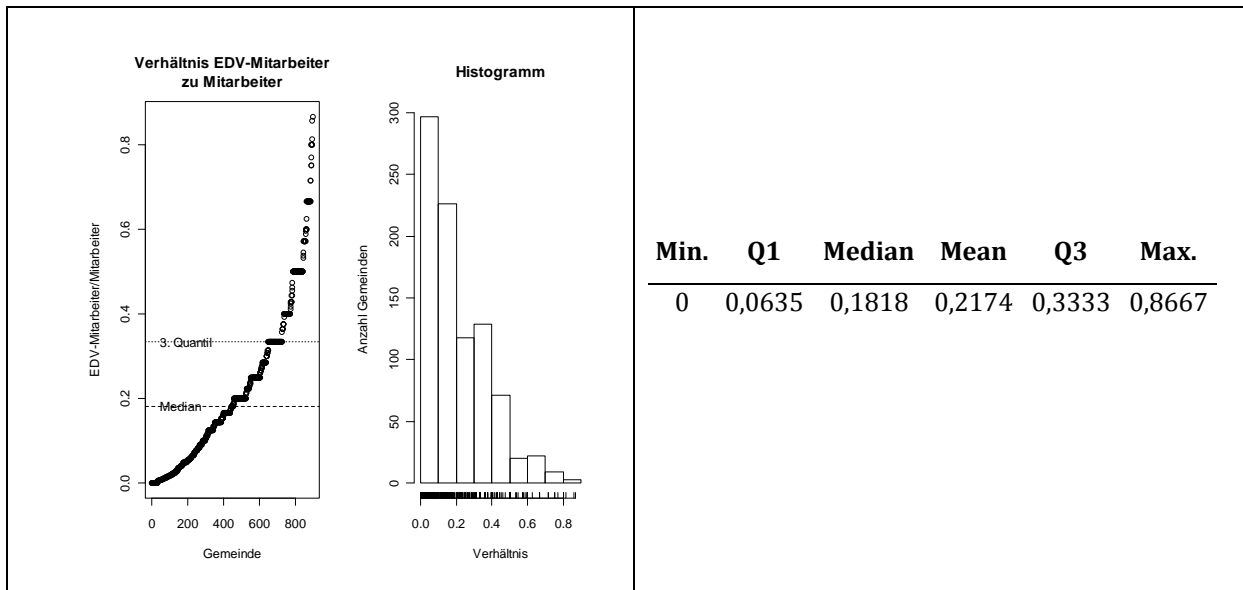 Verhältnis EDV-Mitarbeiter
zu Mitarbeiter
EDV-Mitarbeiter/Mitarbeiter
0.8
0.6
0.4
0.2
0.0
3. Quantil
Median
0 200 400 600 800
Gemeinde
Histogramm
Anzahl Gemeinden
300
250
200
150
100
50
0
0.0 0.2 0.4 0.6 0.8
Verhältnis
Min. Q1 Median Mean Q3 Max.
0 0,0635 0,1818 0,2174 0,3333 0,8667